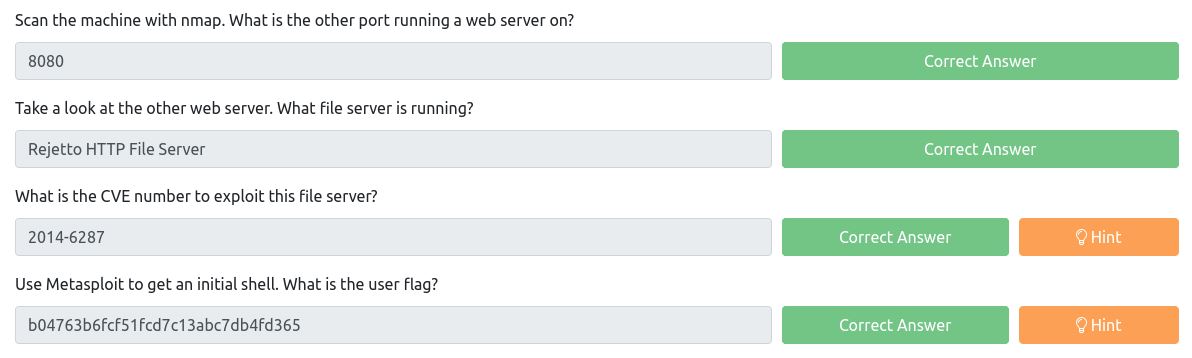 Scan the machine with nmap. What is the other port running a web server on?
8080
Correct Answer
Take a look at the other web server. What file server is running?
Rejetto HTTP File Server
Correct Answer
What is the CVE number to exploit this file server?
2014-6287
Correct Answer
Hint
Use Metasploit to get an initial shell. What is the user flag?
b04763b6fcf51fcd7c13abc7db4fd365
Correct Answer
Hint